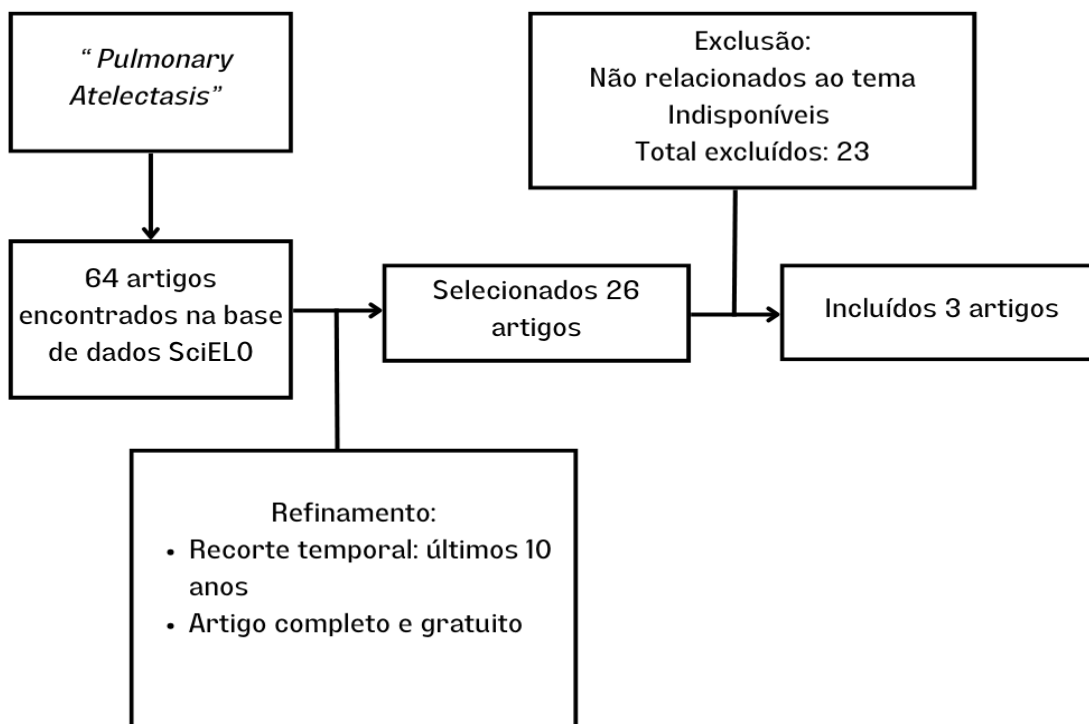 “ Pulmonary
Atelectasis”
Exclusão:
Não relacionados ao tema
Indisponíveis
Total excluídos: 23
64 artigos
encontrados na base
de dados SciELO
Selecionados 26
artigos
Incluídos 3 artigos
Refinamento:
• Recorte temporal: últimos 10
anos
• Artigo completo e gratuito